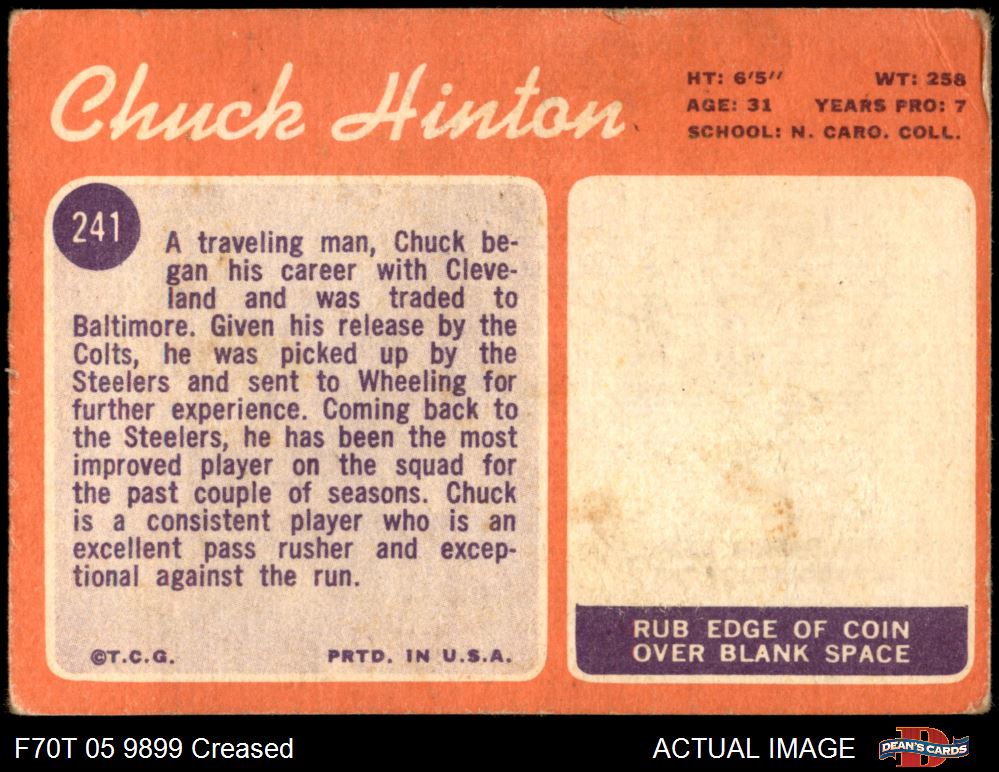 Chuck Hinton
HT: 6'5'' WT: 258
AGE: 31 YEARS PRO: 7
SCHOOL: N. CARO. COLL.
241
A traveling man, Chuck be-
gan his career with Cleve-
land and was traded to
Baltimore. Given his release by the
Colts, he was picked up by the
Steelers and sent to Wheeling for
further experience. Coming back to
the Steelers, he has been the most
improved player on the squad for
the past couple of seasons. Chuck
is a consistent player who is an
excellent pass rusher and excep-
tional against the run.
©T.C.G. PRTD. IN U.S.A.
RUB EDGE OF COIN
OVER BLANK SPACE
F70T 05 9899 Creased
ACTUAL IMAGE
DEAN'S CARDS